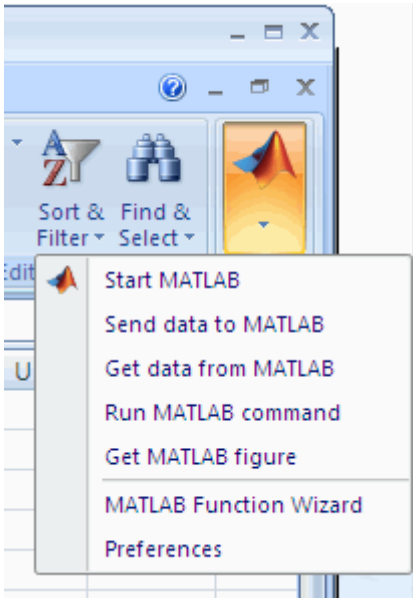 Sort &
Filter
Find &
Select
Edit
Start MATLAB
Send data to MATLAB
Get data from MATLAB
Run MATLAB command
Get MATLAB figure
MATLAB Function Wizard
Preferences
U